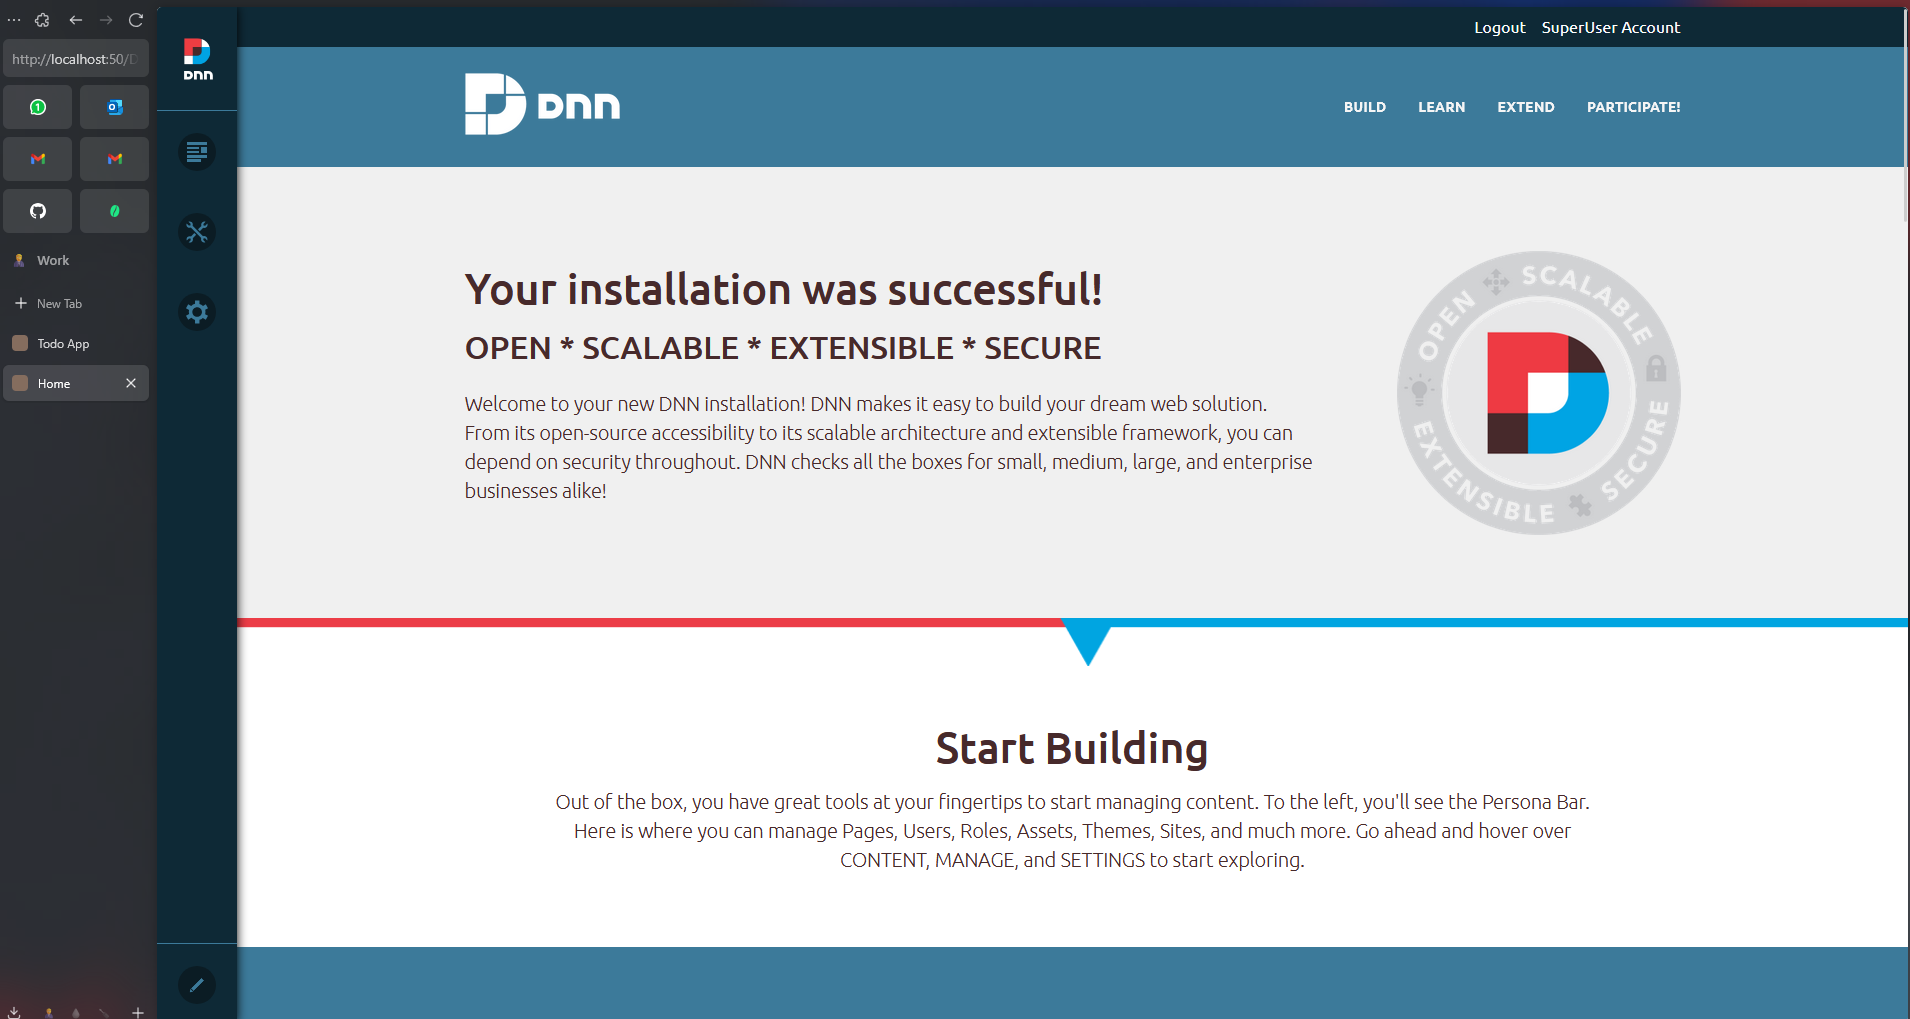 http://localhost:50/D
Work
New Tab
Todo App
Home
DNN
Logout SuperUser Account
DNN
BUILD LEARN EXTEND PARTICIPATE!
Your installation was successful!
OPEN * SCALABLE * EXTENSIBLE * SECURE
Welcome to your new DNN installation! DNN makes it easy to build your dream web solution.
From its open-source accessibility to its scalable architecture and extensible framework, you can
depend on security throughout. DNN checks all the boxes for small, medium, large, and enterprise
businesses alike!
OPEN SCALABLE
EXTENSIBLE SECURE
Start Building
Out of the box, you have great tools at your fingertips to start managing content. To the left, you'll see the Persona Bar.
Here is where you can manage Pages, Users, Roles, Assets, Themes, Sites, and much more. Go ahead and hover over
CONTENT, MANAGE, and SETTINGS to start exploring.